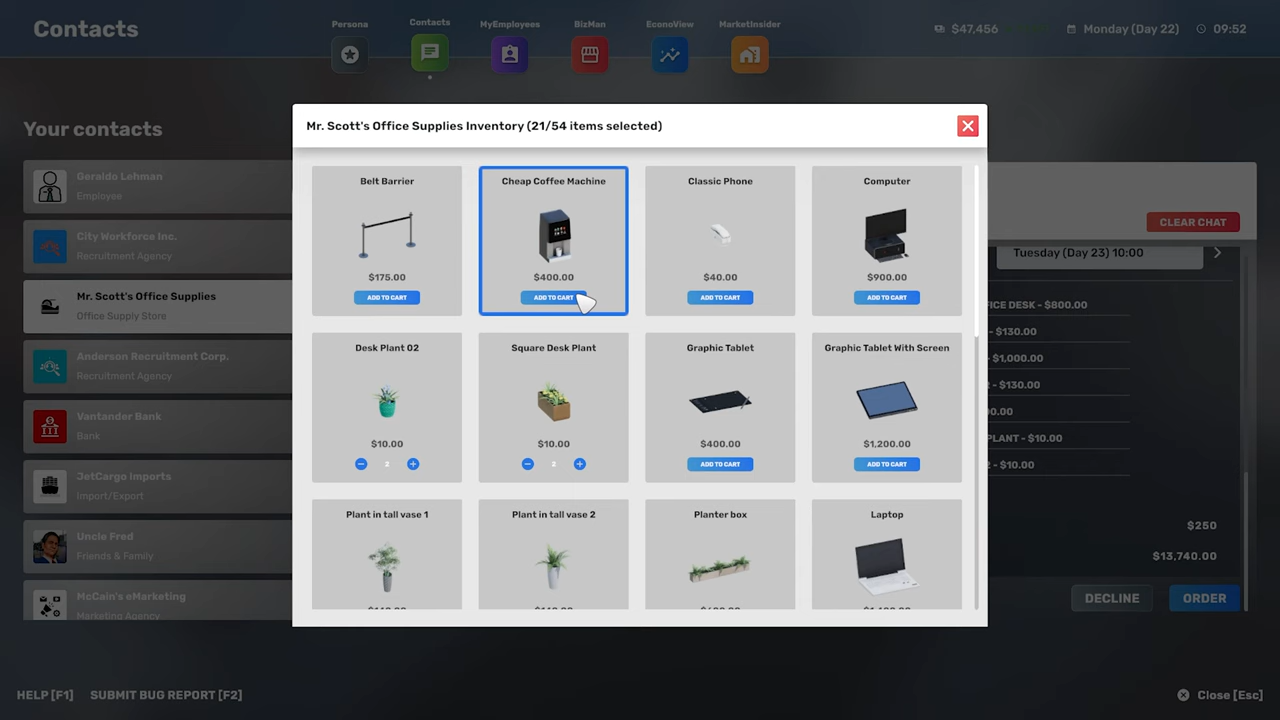 Contacts
Persona
Contacts
MyEmployees
BizMan
EconoView
MarketInsider
$47,456
Monday (Day 22)
09:52
Your contacts
Geraldo Lehman
Employee
City Workforce Inc.
Recruitment Agency
Mr. Scott's Office Supplies
Office Supply Store
Anderson Recruitment Corp.
Recruitment Agency
Vantander Bank
Bank
JetCargo Imports
Import/Export
Uncle Fred
Friends & Family
McCain's eMarketing
Marketing Agency
Mr. Scott's Office Supplies Inventory (21/54 items selected)
Belt Barrier
$175.00
ADD TO CART
Cheap Coffee Machine
$400.00
ADD TO CART
Classic Phone
$40.00
ADD TO CART
Computer
$900.00
ADD TO CART
Desk Plant 02
$10.00
2
Square Desk Plant
$10.00
2
Graphic Tablet
$400.00
ADD TO CART
Graphic Tablet With Screen
$1,200.00
ADD TO CART
Plant in tall vase 1
Plant in tall vase 2
Planter box
Laptop
CLEAR CHAT
Tuesday (Day 23) 10:00
DESK - $800.00
- $130.00
- $1,000.00
- $130.00
PLANT - $10.00
- $10.00
$250
$13,740.00
DECLINE
ORDER
HELP [F1]
SUBMIT BUG REPORT [F2]
Close [Esc]